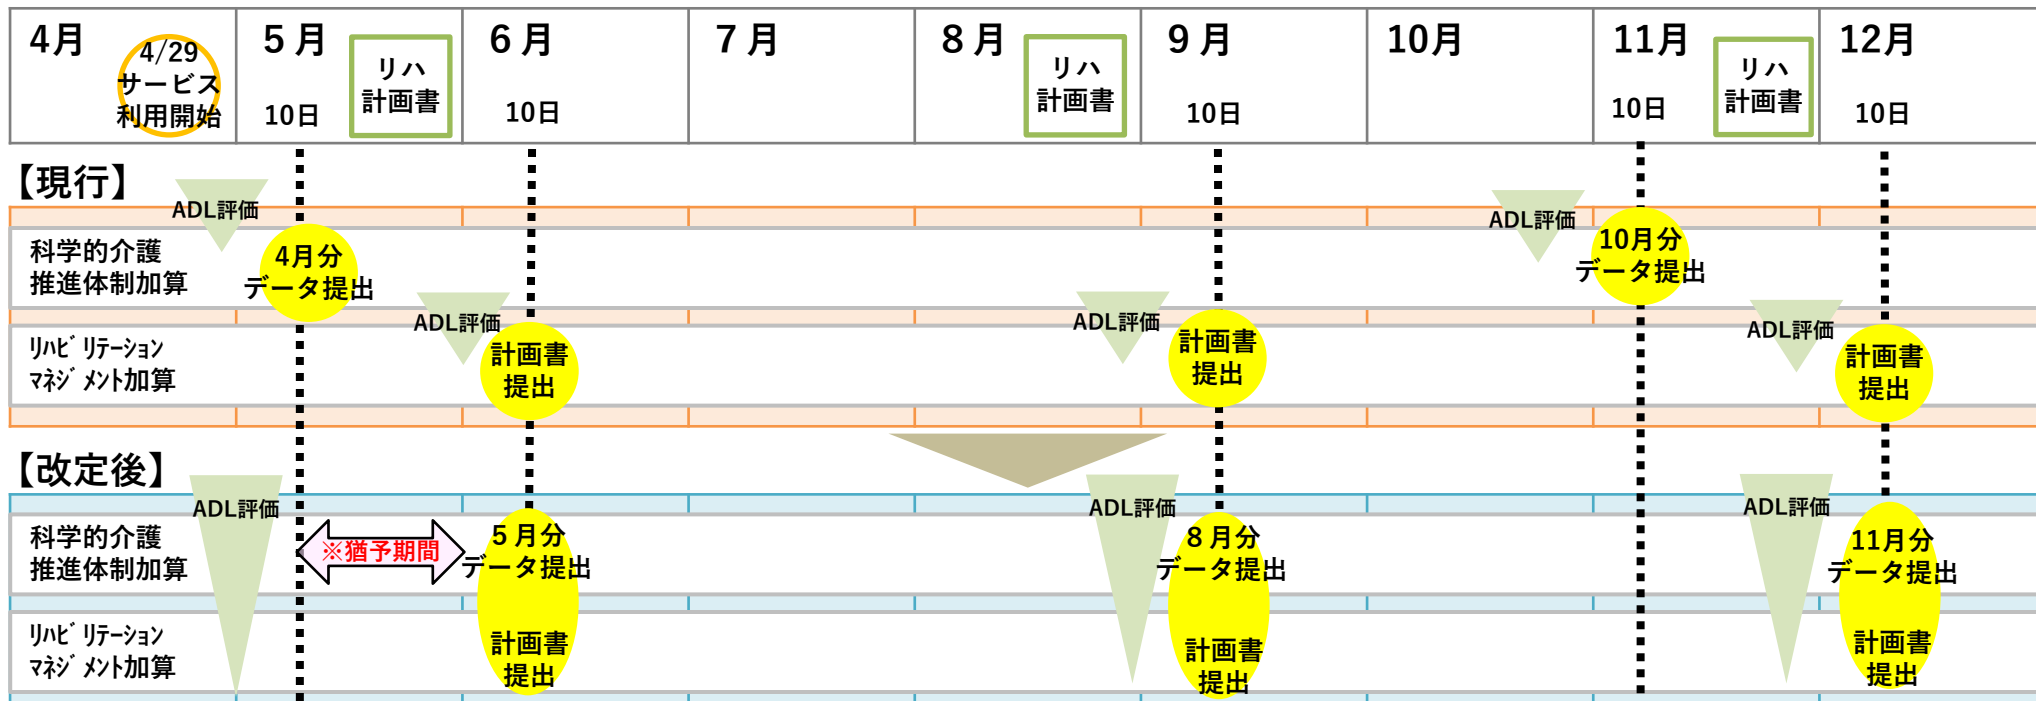 4月
4/29
サービス
利用開始
５月
10日
リハ
計画書
６月
10日
７月
８月
リハ
計画書
９月
10日
10月
11月
10日
リハ
計画書
12月
10日
【現行】
ADL評価
ADL評価
科学的介護
推進体制加算
4月分
データ提出
10月分
データ提出
ADL評価
ADL評価
ADL評価
ﾘﾊﾋﾞﾘﾃｰｼｮﾝ
ﾏﾈｼﾞﾒﾝﾄ加算
計画書
提出
計画書
提出
計画書
提出
【改定後】
ADL評価
ADL評価
ADL評価
科学的介護
推進体制加算
※猶予期間
５月分
データ提出
８月分
データ提出
11月分
データ提出
ﾘﾊﾋﾞﾘﾃｰｼｮﾝ
ﾏﾈｼﾞﾒﾝﾄ加算
計画書
提出
計画書
提出
計画書
提出